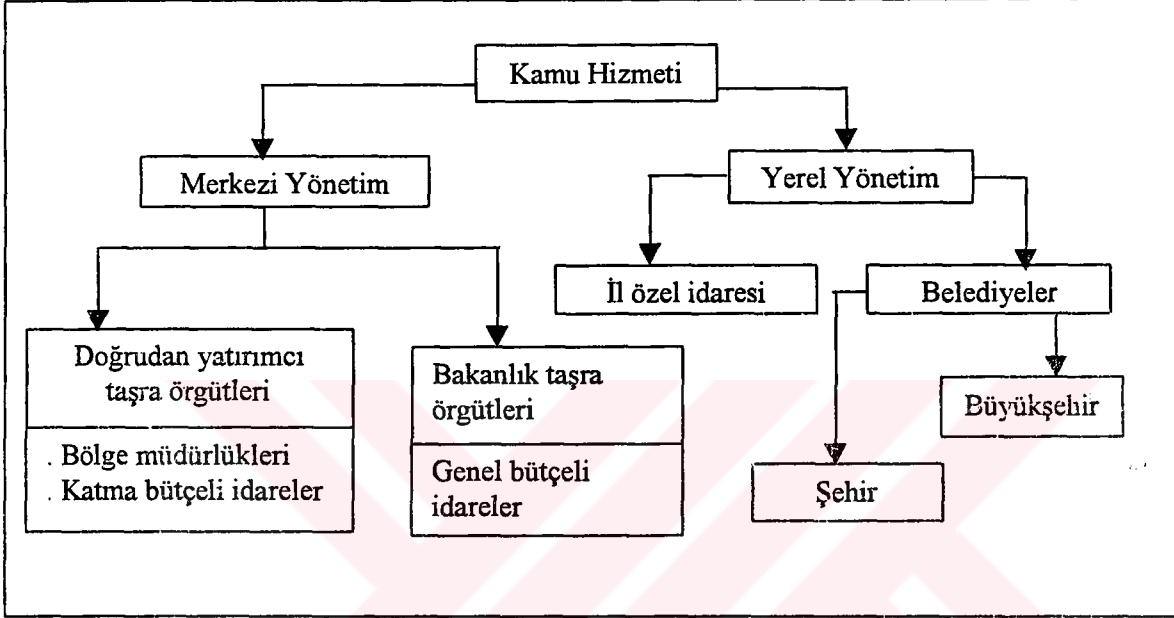 Kamu Hizmeti
Merkezi Yönetim
Yerel Yönetim
İl özel idaresi
Belediyeler
Doğrudan yatırımcı
taşra örgütleri
. Bölge müdürlükleri
. Katma bütçeli idareler
Bakanlık taşra
örgütleri
Genel bütçeli
idareler
Büyükşehir
Şehir